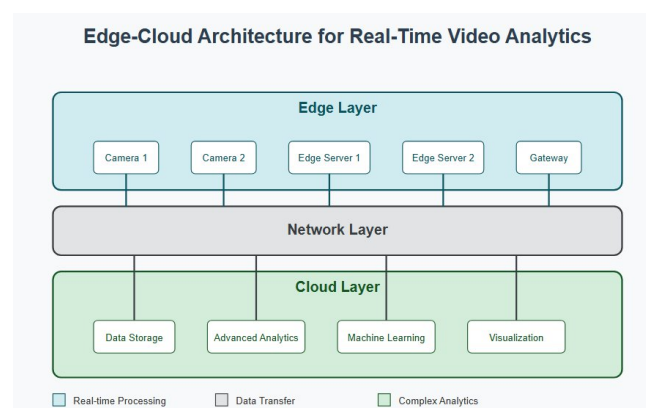 Edge-Cloud Architecture for Real-Time Video Analytics
Edge Layer
Camera 1
Camera 2
Edge Server 1
Edge Server 2
Gateway
Network Layer
Cloud Layer
Data Storage
Advanced Analytics
Machine Learning
Visualization
Real-time Processing
Data Transfer
Complex Analytics